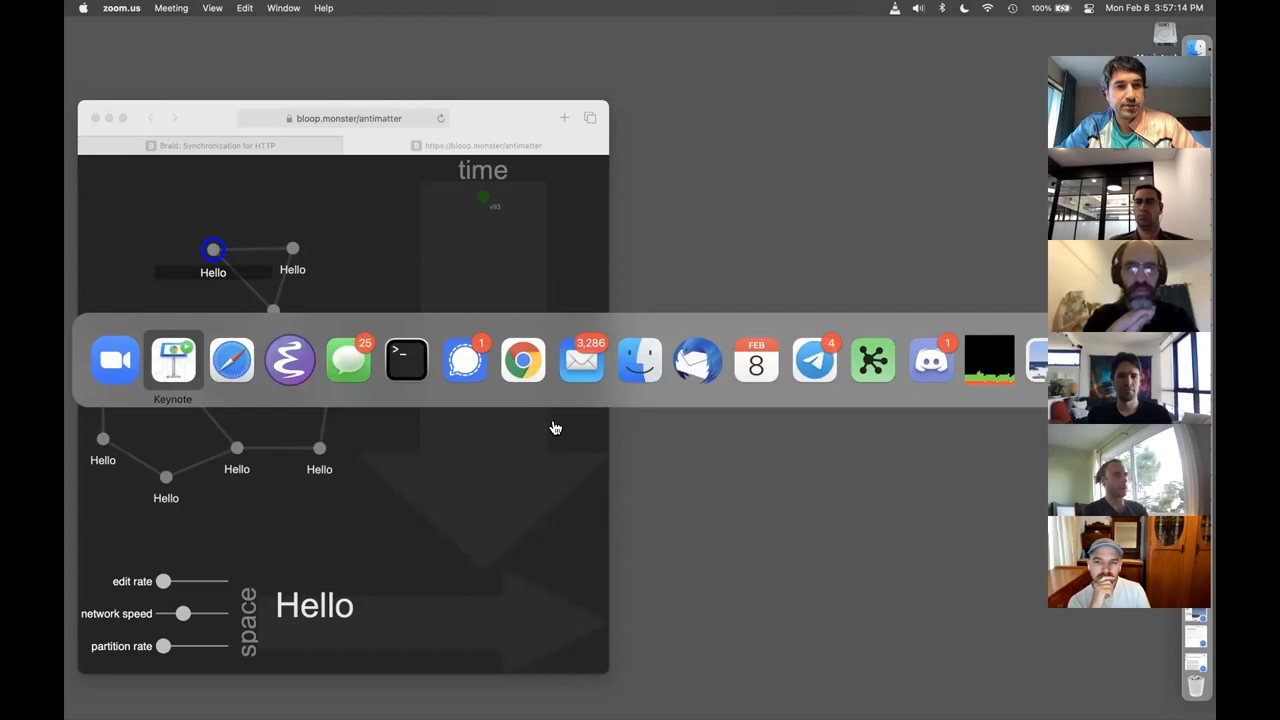 zoom.us Meeting View Edit Window Help
100% Mon Feb 8 3:57:14 PM
bloop.monster/antimatter
Braid: Synchronization for HTTP
https://bloop.monster/antimatter
time
v93
Hello
Hello
25
1
3,286
FEB
8
4
1
>_
Keynote
Hello
Hello
Hello
Hello
edit rate
network speed
partition rate
space
Hello